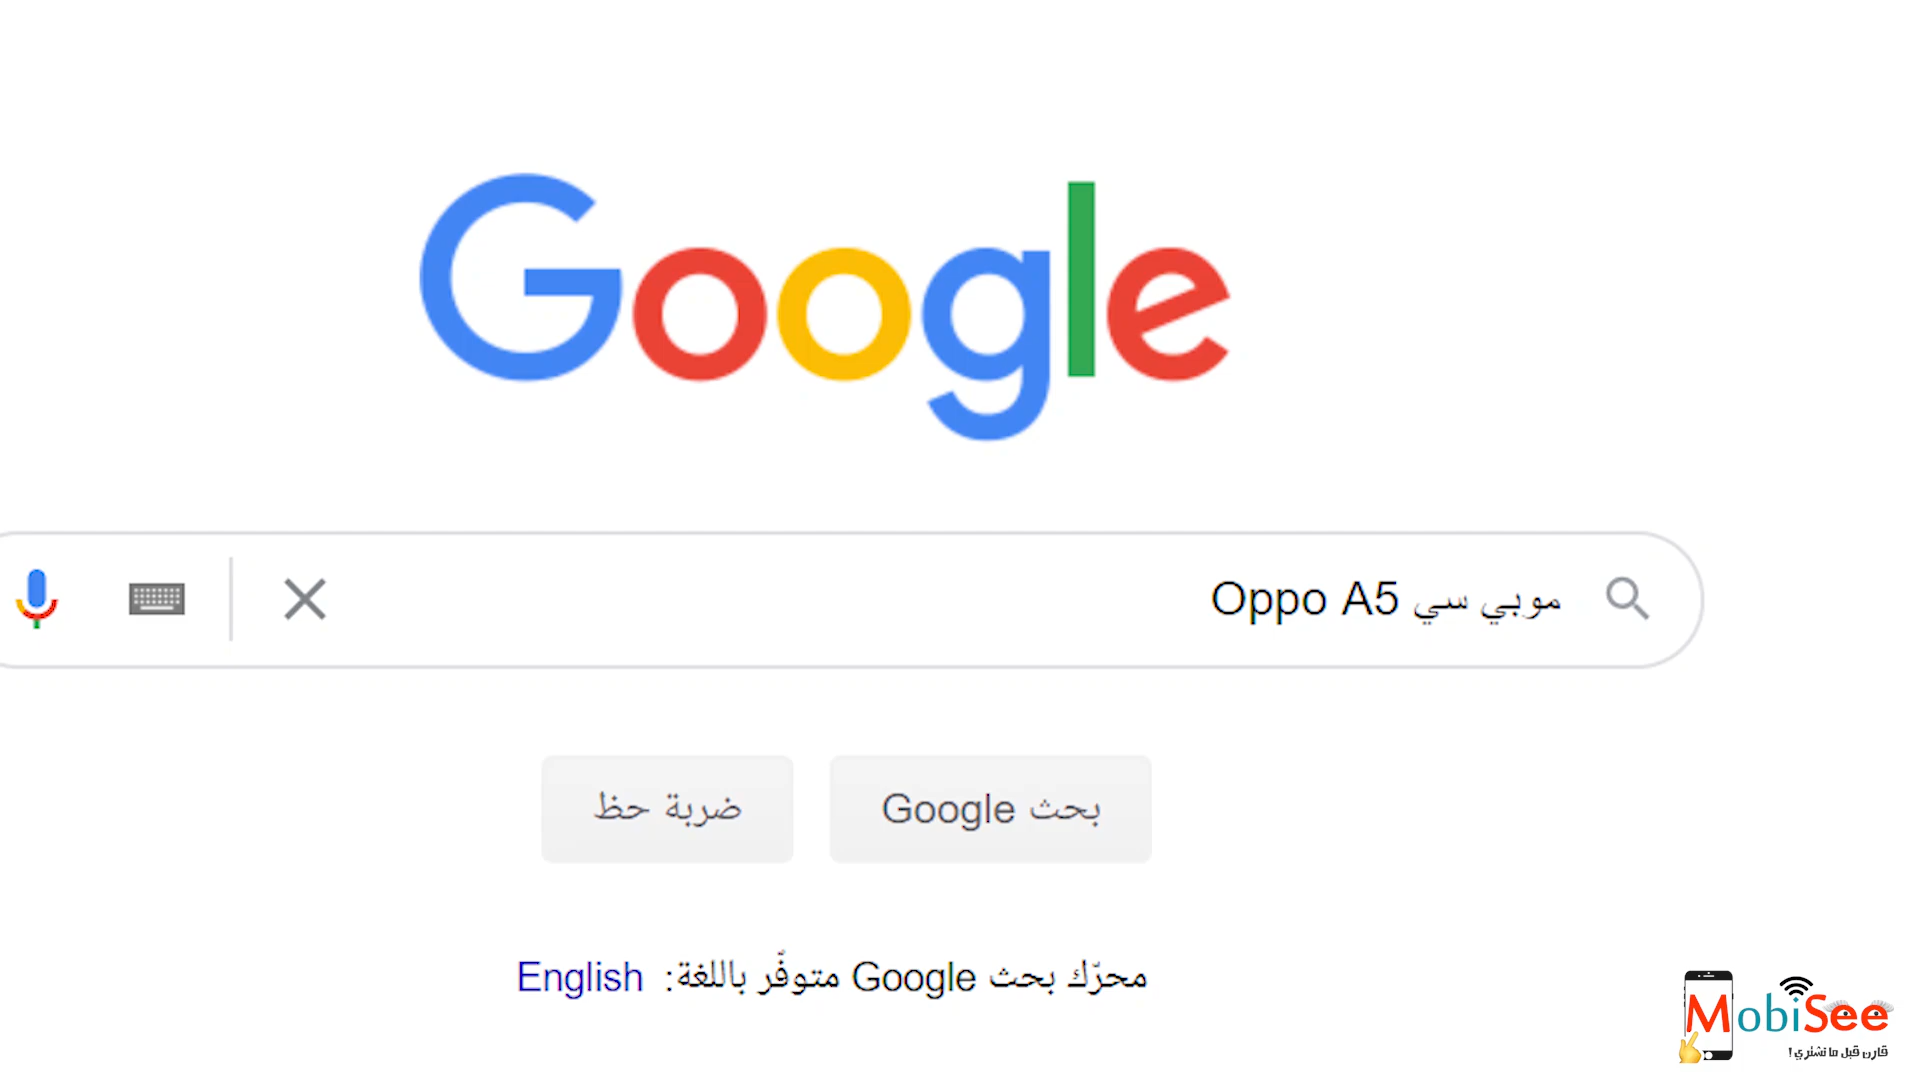 Google
موبي سي Oppo A5
بحث Google
ضربة حظ
محرّك بحث Google متوفّر باللغة: English
MobiSee
قارن قبل ما تشتري !